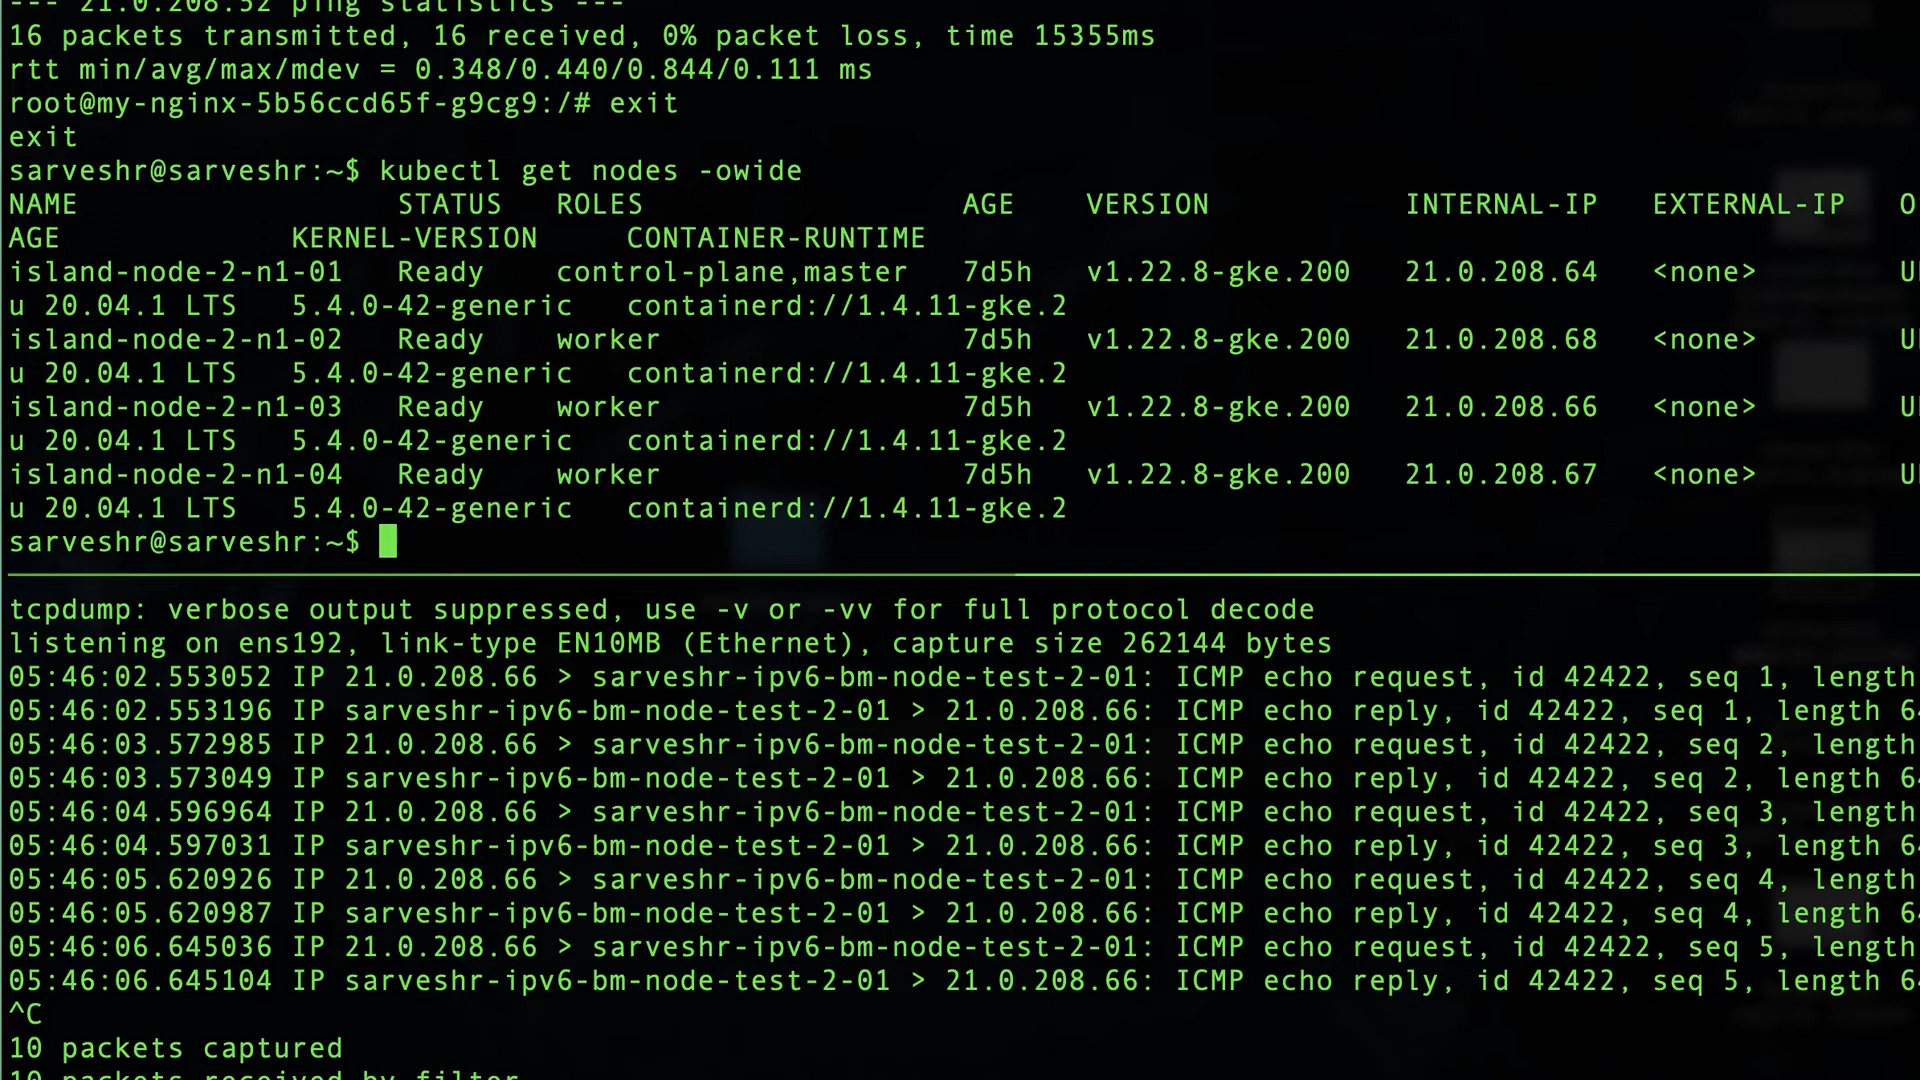 --- 21.0.208.52 ping statistics ---
16 packets transmitted, 16 received, 0% packet loss, time 15355ms
rtt min/avg/max/mdev = 0.348/0.440/0.844/0.111 ms
root@my-nginx-5b56ccd65f-g9cg9:/# exit
exit
sarveshr@sarveshr:~$ kubectl get nodes -owide
NAME STATUS ROLES AGE VERSION INTERNAL-IP EXTERNAL-IP O
AGE KERNEL-VERSION CONTAINER-RUNTIME
island-node-2-n1-01 Ready control-plane,master 7d5h v1.22.8-gke.200 21.0.208.64 <none> U
u 20.04.1 LTS 5.4.0-42-generic containerd://1.4.11-gke.2
island-node-2-n1-02 Ready worker 7d5h v1.22.8-gke.200 21.0.208.68 <none> U
u 20.04.1 LTS 5.4.0-42-generic containerd://1.4.11-gke.2
island-node-2-n1-03 Ready worker 7d5h v1.22.8-gke.200 21.0.208.66 <none> U
u 20.04.1 LTS 5.4.0-42-generic containerd://1.4.11-gke.2
island-node-2-n1-04 Ready worker 7d5h v1.22.8-gke.200 21.0.208.67 <none> U
u 20.04.1 LTS 5.4.0-42-generic containerd://1.4.11-gke.2
sarveshr@sarveshr:~$
tcpdump: verbose output suppressed, use -v or -vv for full protocol decode
listening on ens192, link-type EN10MB (Ethernet), capture size 262144 bytes
05:46:02.553052 IP 21.0.208.66 > sarveshr-ipv6-bm-node-test-2-01: ICMP echo request, id 42422, seq 1, length
05:46:02.553196 IP sarveshr-ipv6-bm-node-test-2-01 > 21.0.208.66: ICMP echo reply, id 42422, seq 1, length 64
05:46:03.572985 IP 21.0.208.66 > sarveshr-ipv6-bm-node-test-2-01: ICMP echo request, id 42422, seq 2, length
05:46:03.573049 IP sarveshr-ipv6-bm-node-test-2-01 > 21.0.208.66: ICMP echo reply, id 42422, seq 2, length 64
05:46:04.596964 IP 21.0.208.66 > sarveshr-ipv6-bm-node-test-2-01: ICMP echo request, id 42422, seq 3, length
05:46:04.597031 IP sarveshr-ipv6-bm-node-test-2-01 > 21.0.208.66: ICMP echo reply, id 42422, seq 3, length 64
05:46:05.620926 IP 21.0.208.66 > sarveshr-ipv6-bm-node-test-2-01: ICMP echo request, id 42422, seq 4, length
05:46:05.620987 IP sarveshr-ipv6-bm-node-test-2-01 > 21.0.208.66: ICMP echo reply, id 42422, seq 4, length 64
05:46:06.645036 IP 21.0.208.66 > sarveshr-ipv6-bm-node-test-2-01: ICMP echo request, id 42422, seq 5, length
05:46:06.645104 IP sarveshr-ipv6-bm-node-test-2-01 > 21.0.208.66: ICMP echo reply, id 42422, seq 5, length 64
^C
10 packets captured
10 packets received by filter